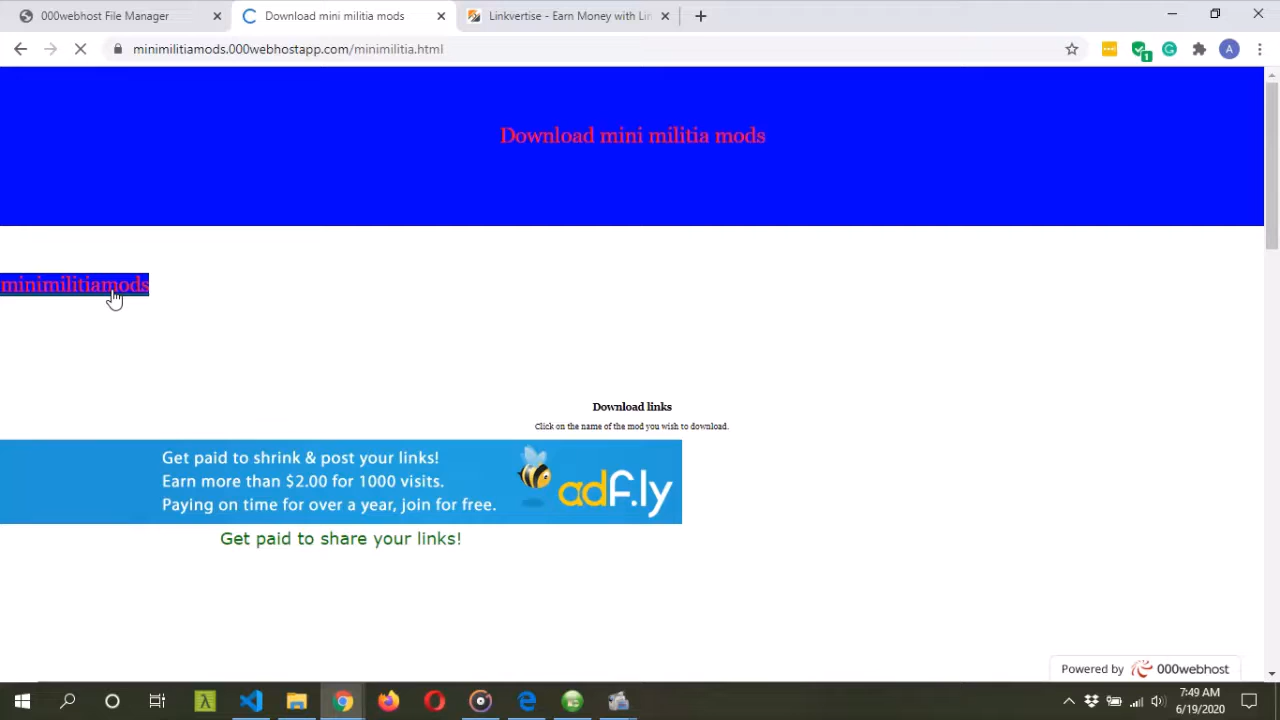 000webhost File Manager
Download mini militia mods
Linkvertise - Earn Money with Lin
minimilitiamods.000webhostapp.com/minimilitia.html
1
A
Download mini militia mods
minimilitiamods
Download links
Click on the name of the mod you wish to download.
Get paid to shrink & post your links!
Earn more than $2.00 for 1000 visits.
Paying on time for over a year, join for free.
adf.ly
Get paid to share your links!
Powered by 000webhost
7:49 AM
6/19/2020